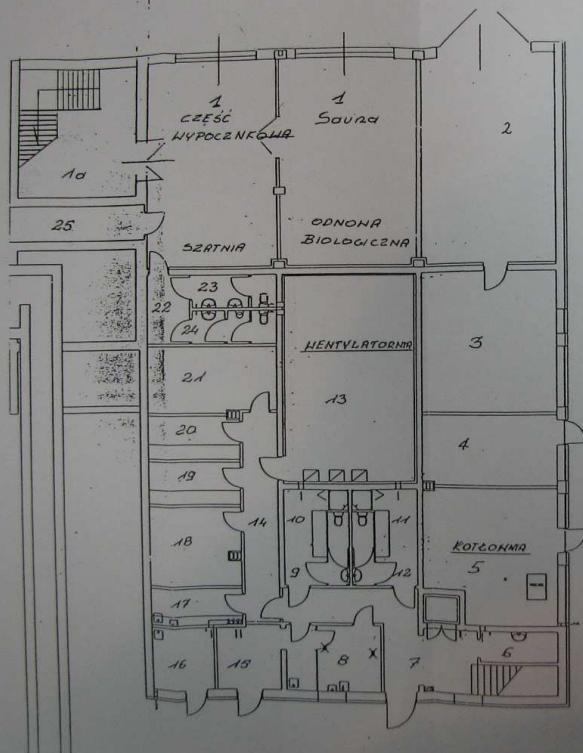 1
CZĘŚĆ
WYPOCZNKOWA
1
Sauna
2
1a
25
SZATNIA
ODNOWA
BIOLOGICZNA
23
22
24
WENTYLATORNIA
3
21
13
20
4
19
10
11
14
18
KOTŁOWNIA
5
9
12
17
16
15
8
7
6